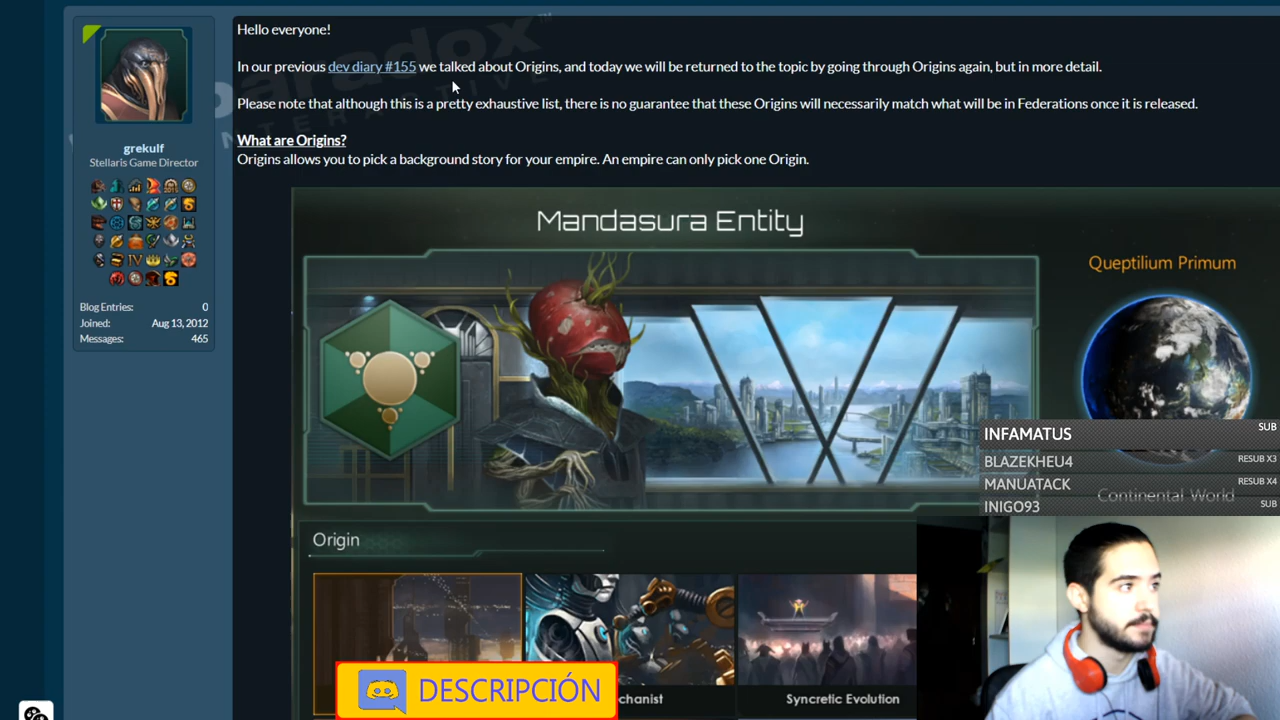 Hello everyone!
In our previous dev diary #155 we talked about Origins, and today we will be returned to the topic by going through Origins again, but in more detail.
Please note that although this is a pretty exhaustive list, there is no guarantee that these Origins will necessarily match what will be in Federations once it is released.
What are Origins?
Origins allows you to pick a background story for your empire. An empire can only pick one Origin.
grekulf
Stellaris Game Director
Blog Entries: 0
Joined: Aug 13, 2012
Messages: 465
Mandasura Entity
Queptilium Primum
Continental World
Origin
chanist
Syncretic Evolution
INFAMATUS SUB
BLAZEKHEU4 RESUB X3
MANUATACK RESUB X4
INIGO93 SUB
DESCRIPCIÓN